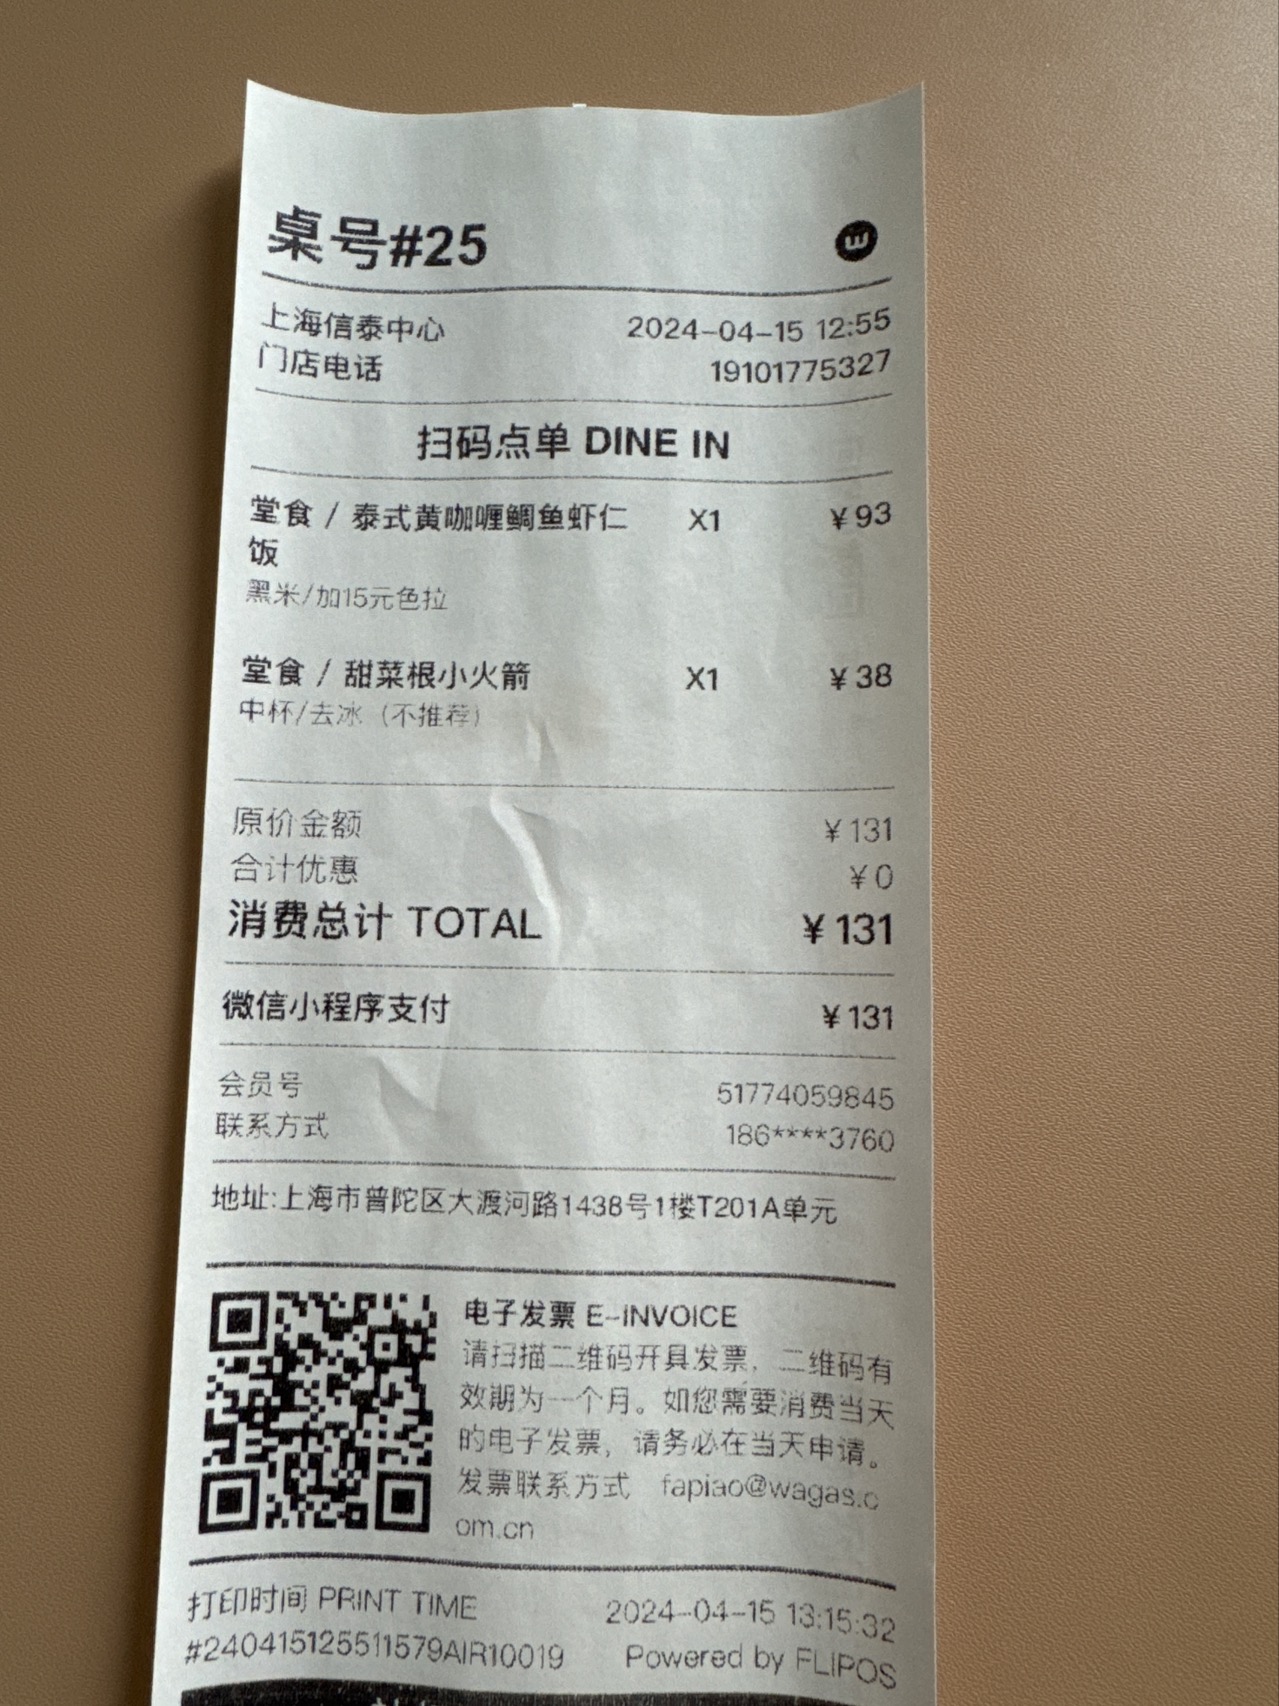 桌号#25
上海信泰中心 2024-04-15 12:55
门店电话 19101775327
扫码点单 DINE IN
堂食 / 泰式黄咖喱鲷鱼虾仁 X1 ¥93
饭
黑米/加15元色拉
堂食 / 甜菜根小火箭 X1 ¥38
中杯/去冰（不推荐）
原价金额 ¥131
合计优惠 ¥0
消费总计 TOTAL ¥131
微信小程序支付 ¥131
会员号 51774059845
联系方式 186****3760
地址:上海市普陀区大渡河路1438号1楼T201A单元
电子发票 E-INVOICE
请扫描二维码开具发票，二维码有
效期为一个月。如您需要消费当天
的电子发票，请务必在当天申请。
发票联系方式 fapiao@wagas.c
om.cn
打印时间 PRINT TIME 2024-04-15 13:15:32
#240415125511579AIR10019 Powered by FLIPOS